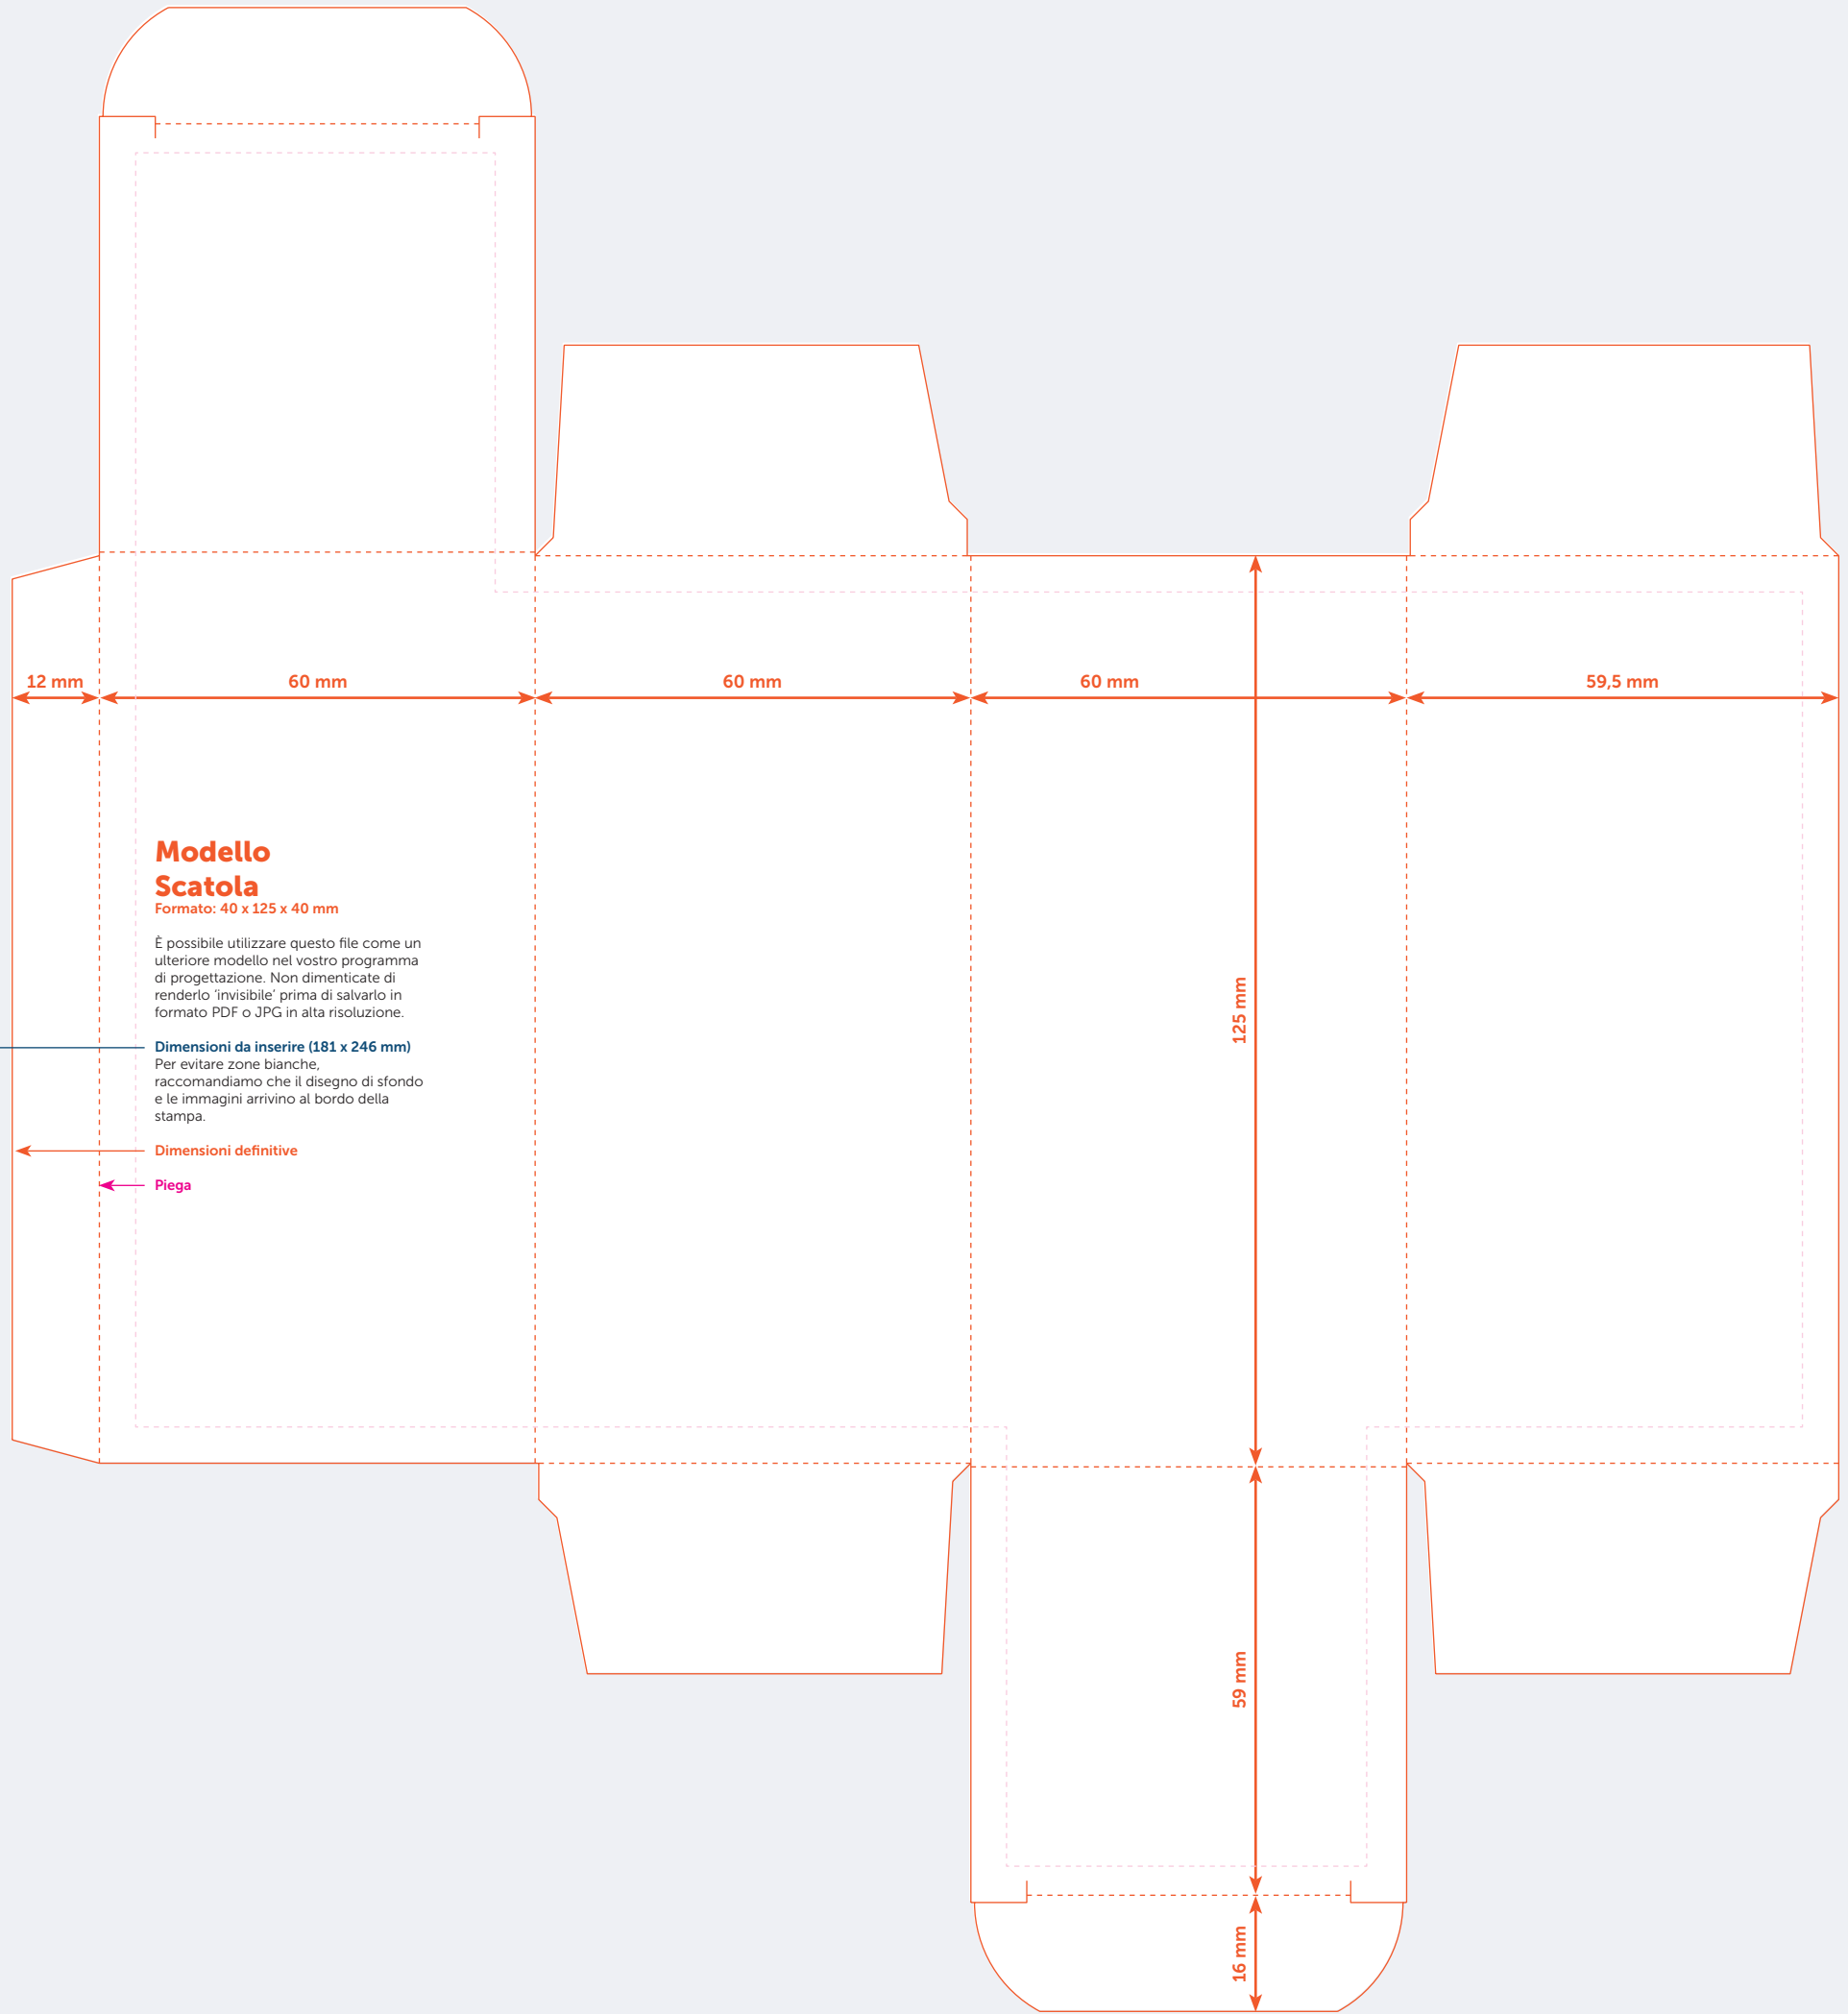 12 mm
60 mm
60 mm
60 mm
59,5 mm
Modello
Scatola
Formato: 40 x 125 x 40 mm
È possibile utilizzare questo file come un
ulteriore modello nel vostro programma
di progettazione. Non dimenticate di
renderlo ‘invisibile’ prima di salvarlo in
formato PDF o JPG in alta risoluzione.
Dimensioni da inserire (181 x 246 mm)
Per evitare zone bianche,
raccomandiamo che il disegno di sfondo
e le immagini arrivino al bordo della
stampa.
Dimensioni definitive
Piega
125 mm
59 mm
16 mm